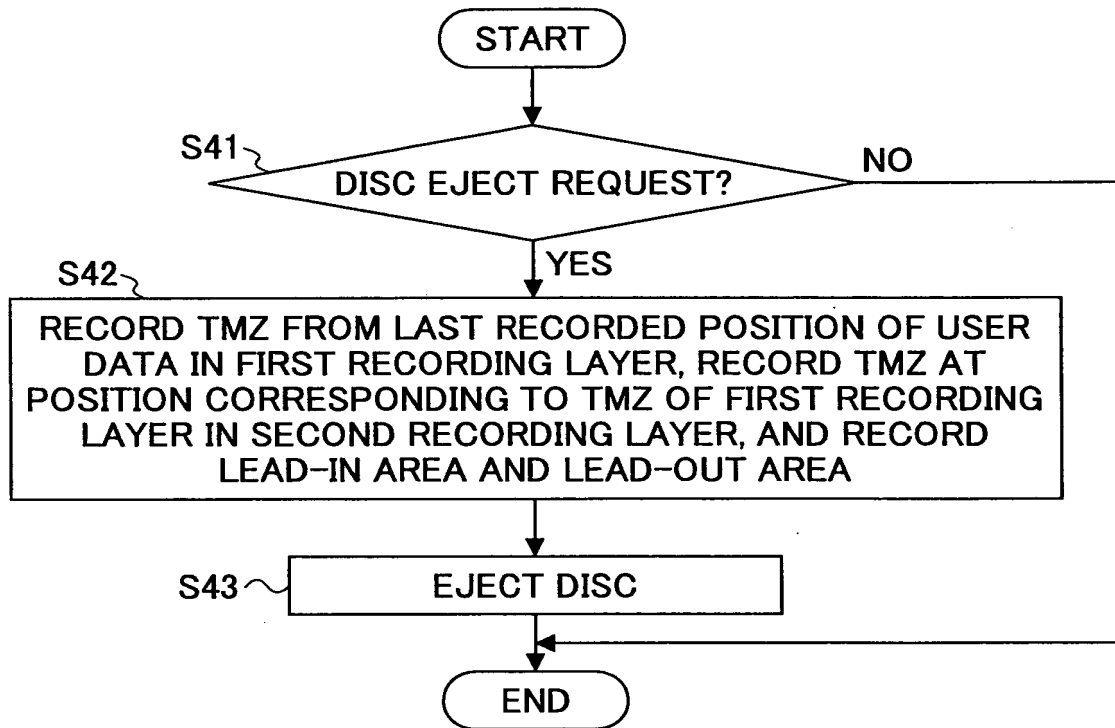 START
S41
DISC EJECT REQUEST?
NO
YES
S42
RECORD TMZ FROM LAST RECORDED POSITION OF USER
DATA IN FIRST RECORDING LAYER, RECORD TMZ AT
POSITION CORRESPONDING TO TMZ OF FIRST RECORDING
LAYER IN SECOND RECORDING LAYER, AND RECORD
LEAD-IN AREA AND LEAD-OUT AREA
S43
EJECT DISC
END